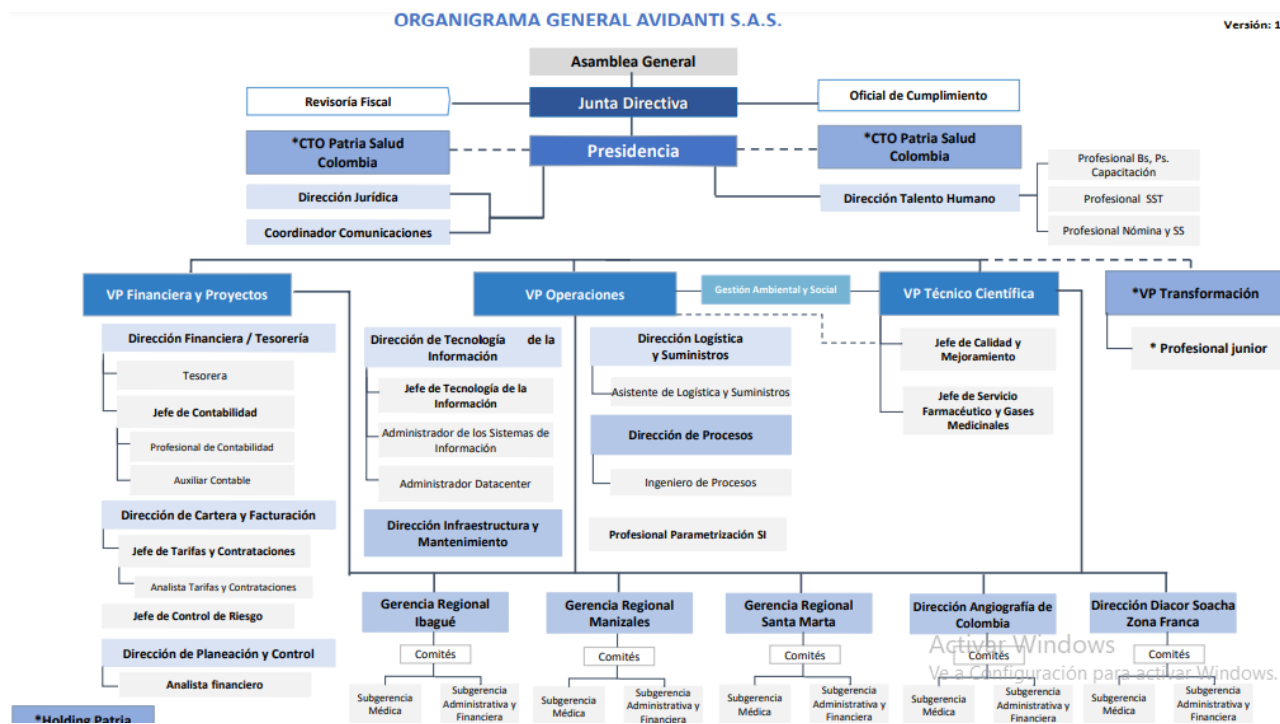 ORGANIGRAMA GENERAL AVIDANTI S.A.S.
Versión: 1
Asamblea General
Revisoría Fiscal
Junta Directiva
Oficial de Cumplimiento
*CTO Patria Salud
Colombia
Presidencia
*CTO Patria Salud
Colombia
Profesional Bs, Ps.
Capacitación
Dirección Jurídica
Dirección Talento Humano
Profesional SST
Coordinador Comunicaciones
Profesional Nómina y SS
VP Financiera y Proyectos
VP Operaciones
Gestión Ambiental y Social
VP Técnico Científica
*VP Transformación
Dirección Financiera / Tesorería
Tesorera
Jefe de Contabilidad
Profesional de Contabilidad
Auxiliar Contable
Dirección de Cartera y Facturación
Jefe de Tarifas y Contrataciones
Analista Tarifas y Contrataciones
Jefe de Control de Riesgo
Dirección de Planeación y Control
Analista financiero
Dirección de Tecnología de la
Información
Jefe de Tecnología de la
Información
Administrador de los Sistemas de
Información
Administrador Datacenter
Dirección Infraestructura y
Mantenimiento
Dirección Logística
y Suministros
Asistente de Logística y Suministros
Dirección de Procesos
Ingeniero de Procesos
Profesional Parametrización SI
Jefe de Calidad y
Mejoramiento
Jefe de Servicio
Farmacéutico y Gases
Medicinales
* Profesional junior
Gerencia Regional
Ibagué
Comités
Subgerencia
Médica
Subgerencia
Administrativa y
Financiera
Gerencia Regional
Manizales
Comités
Subgerencia
Médica
Subgerencia
Administrativa y
Financiera
Gerencia Regional
Santa Marta
Comités
Subgerencia
Médica
Subgerencia
Administrativa y
Financiera
Dirección Angiografía de
Colombia
Comités
Subgerencia
Médica
Subgerencia
Administrativa y
Financiera
Dirección Diacor Soacha
Zona Franca
Comités
Subgerencia
Médica
Subgerencia
Administrativa y
Financiera
*Holding Patria
Activar Windows
Ve a Configuración para activar Windows.